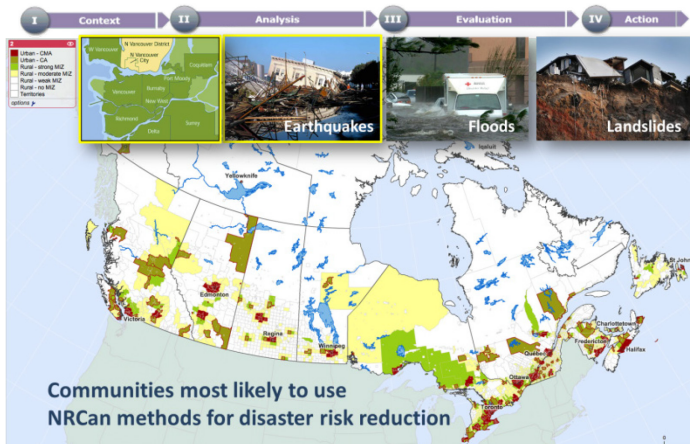 I Context II Analysis III Evaluation IV Action
Urban - CMA
Urban - CA
Rural - strong MIZ
Rural - moderate MIZ
Rural - weak MIZ
Rural - no MIZ
Territories
options
N Vancouver District
W Vancouver
N Vancouver
City
Coquitlam
Port Moody
Vancouver
Burnaby
New West
Richmond
Surrey
Delta
Earthquakes
Floods
Landslides
Iqaluit
Yellowknife
Edmonton
Victoria
Regina
Winnipeg
St John
Charlottetown
Fredericton
Halifax
Québec
Ottawa
Toronto
Communities most likely to use
NRCan methods for disaster risk reduction